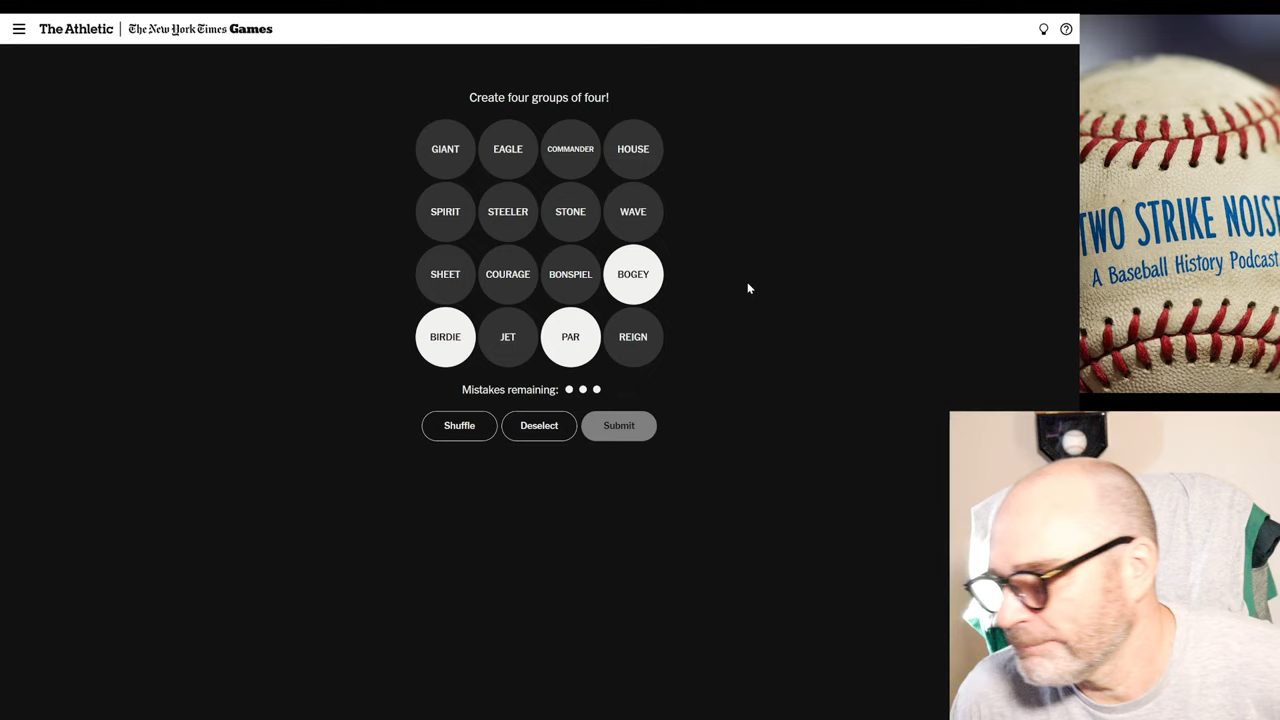 The Athletic | The New York Times Games
Create four groups of four!
GIANT EAGLE COMMANDER HOUSE
SPIRIT STEELER STONE WAVE
SHEET COURAGE BONSPIEL BOGEY
BIRDIE JET PAR REIGN
Mistakes remaining:
Shuffle Deselect Submit
TWO STRIKE NOISE
A Baseball History Podcast